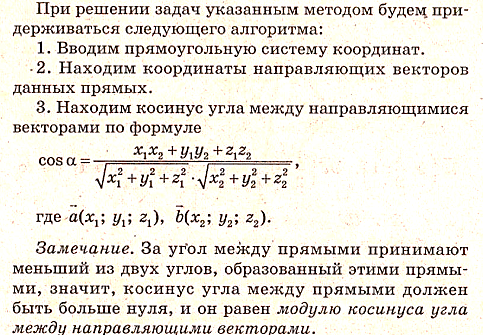 При решении задач указанным методом будем при-
держиваться следующего алгоритма:
1. Вводим прямоугольную систему координат.
2. Находим координаты направляющих векторов
данных прямых.
3. Находим косинус угла между направляющимися
векторами по формуле
cos α = (x₁x₂ + y₁y₂ + z₁z₂) / (√(x₁² + y₁² + z₁²) · √(x₂² + y₂² + z₂²)),
где a⃗(x₁; y₁; z₁), b⃗(x₂; y₂; z₂).
Замечание. За угол между прямыми принимают
меньший из двух углов, образованный этими прямы-
ми, значит, косинус угла между прямыми должен
быть больше нуля, и он равен модулю косинуса угла
между направляющими векторами.